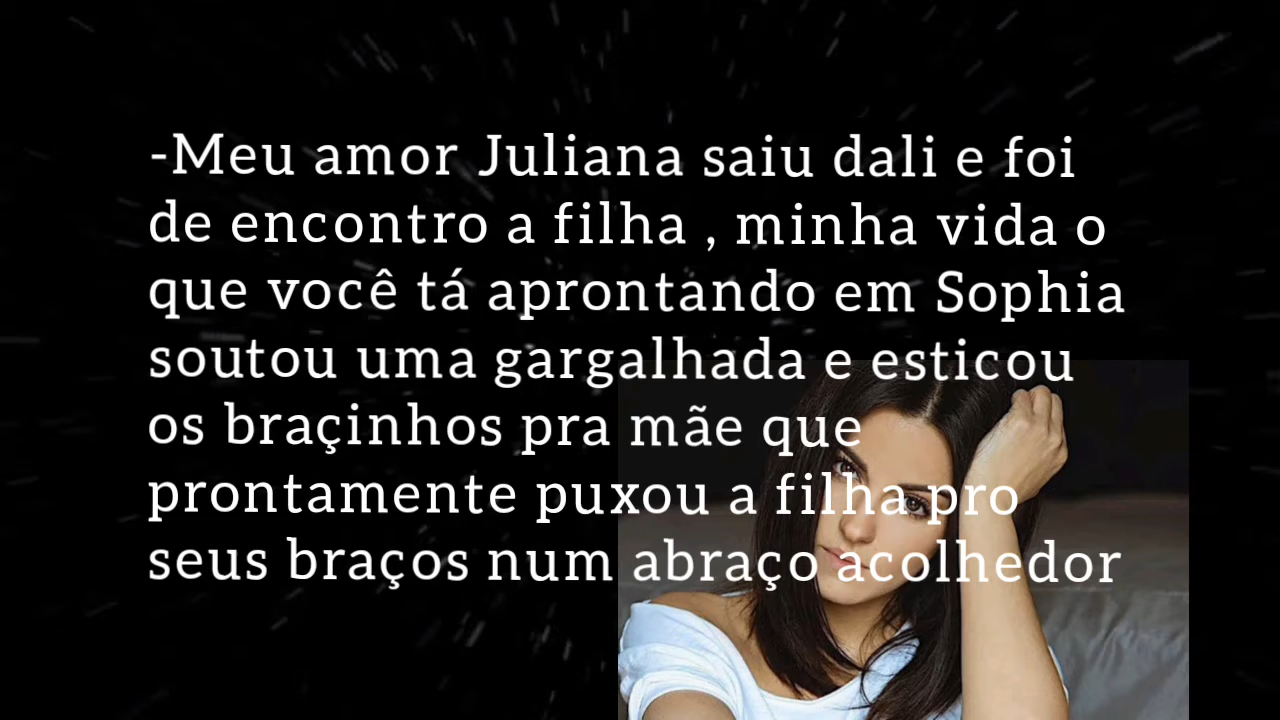 -Meu amor Juliana saiu dali e foi
de encontro a filha , minha vida o
que você tá aprontando em Sophia
soutou uma gargalhada e esticou
os braçinhos pra mãe que
prontamente puxou a filha pro
seus braços num abraço acolhedor